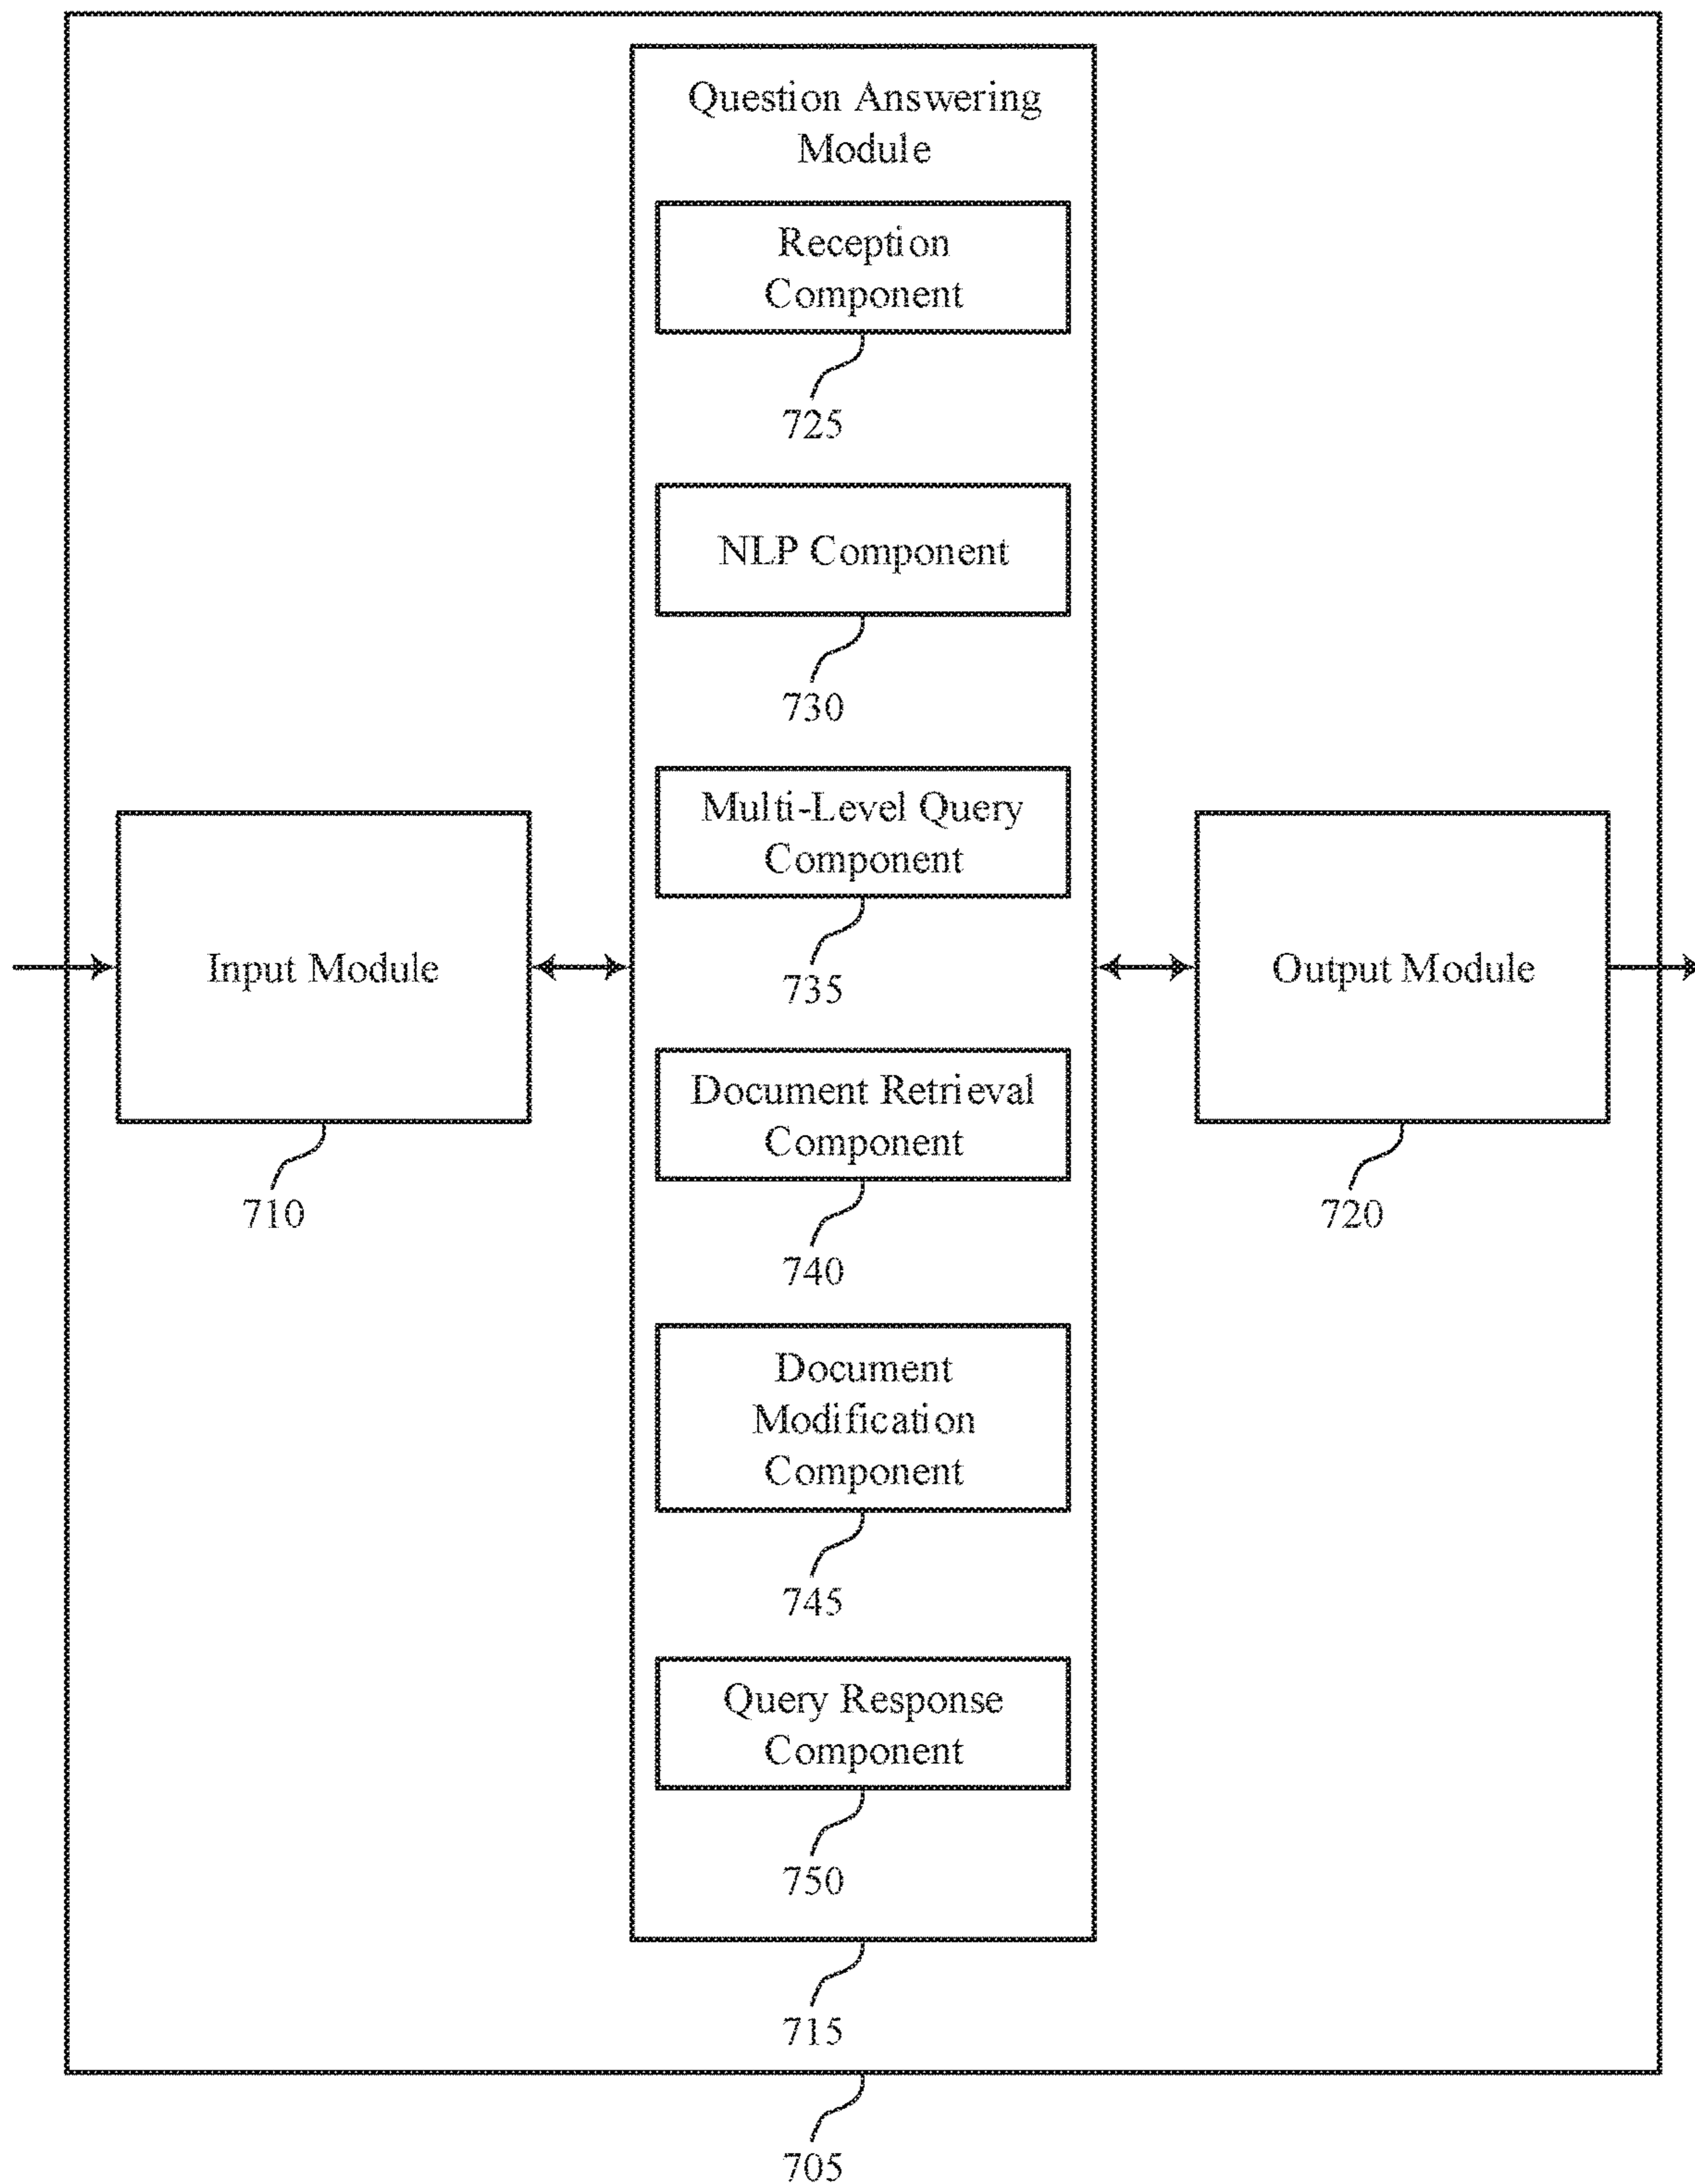 Question Answering
Module
Reception
Component
725
NLP Component
730
Multi-Level Query
Component
735
Input Module
710
Output Module
720
Document Retrieval
Component
740
Document
Modification
Component
745
Query Response
Component
750
715
705